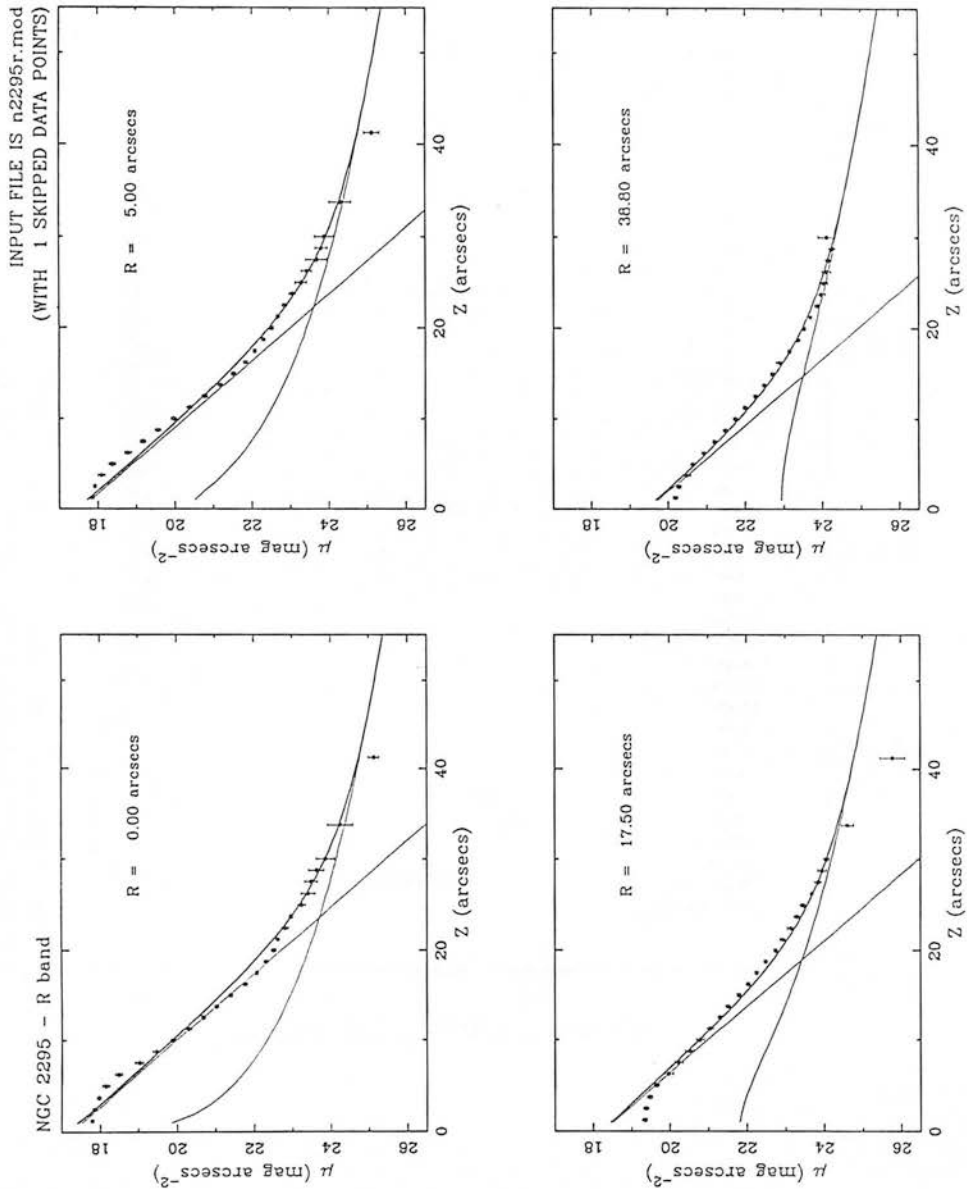 NGC 2295 – R band
INPUT FILE IS n2295r.mod
(WITH 1 SKIPPED DATA POINTS)
R = 0.00 arcsecs
18
20
22
24
26
μ (mag arcsecs⁻²)
0
20
40
Z (arcsecs)
R = 5.00 arcsecs
18
20
22
24
26
μ (mag arcsecs⁻²)
0
20
40
Z (arcsecs)
R = 17.50 arcsecs
18
20
22
24
26
μ (mag arcsecs⁻²)
0
20
40
Z (arcsecs)
R = 38.80 arcsecs
18
20
22
24
26
μ (mag arcsecs⁻²)
0
20
40
Z (arcsecs)